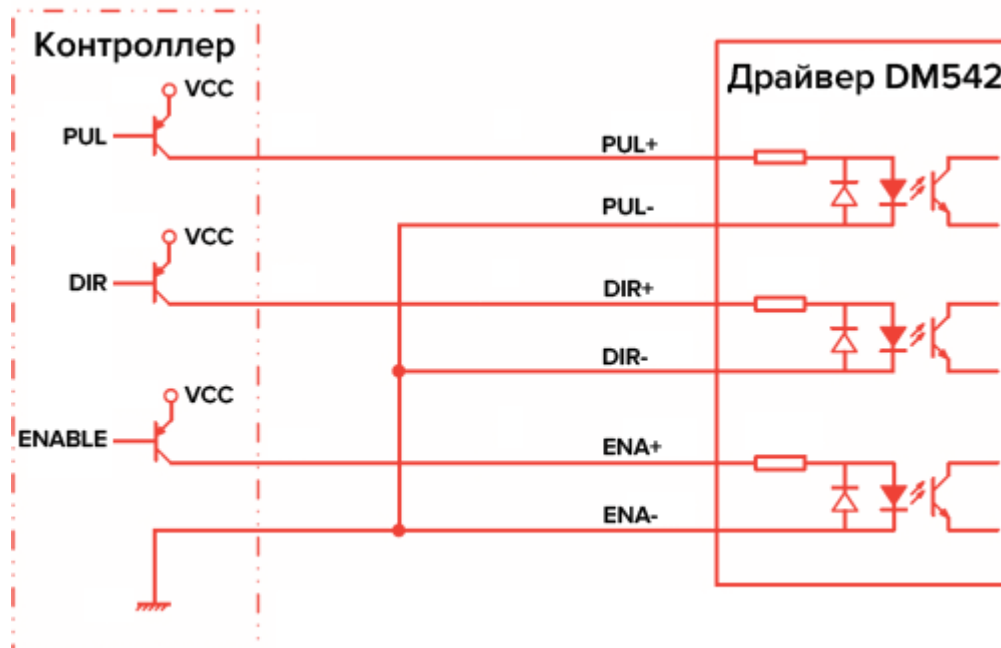 Контроллер
VCC
PUL
Драйвер DM542
PUL+
PUL-
VCC
DIR
DIR+
DIR-
VCC
ENABLE
ENA+
ENA-